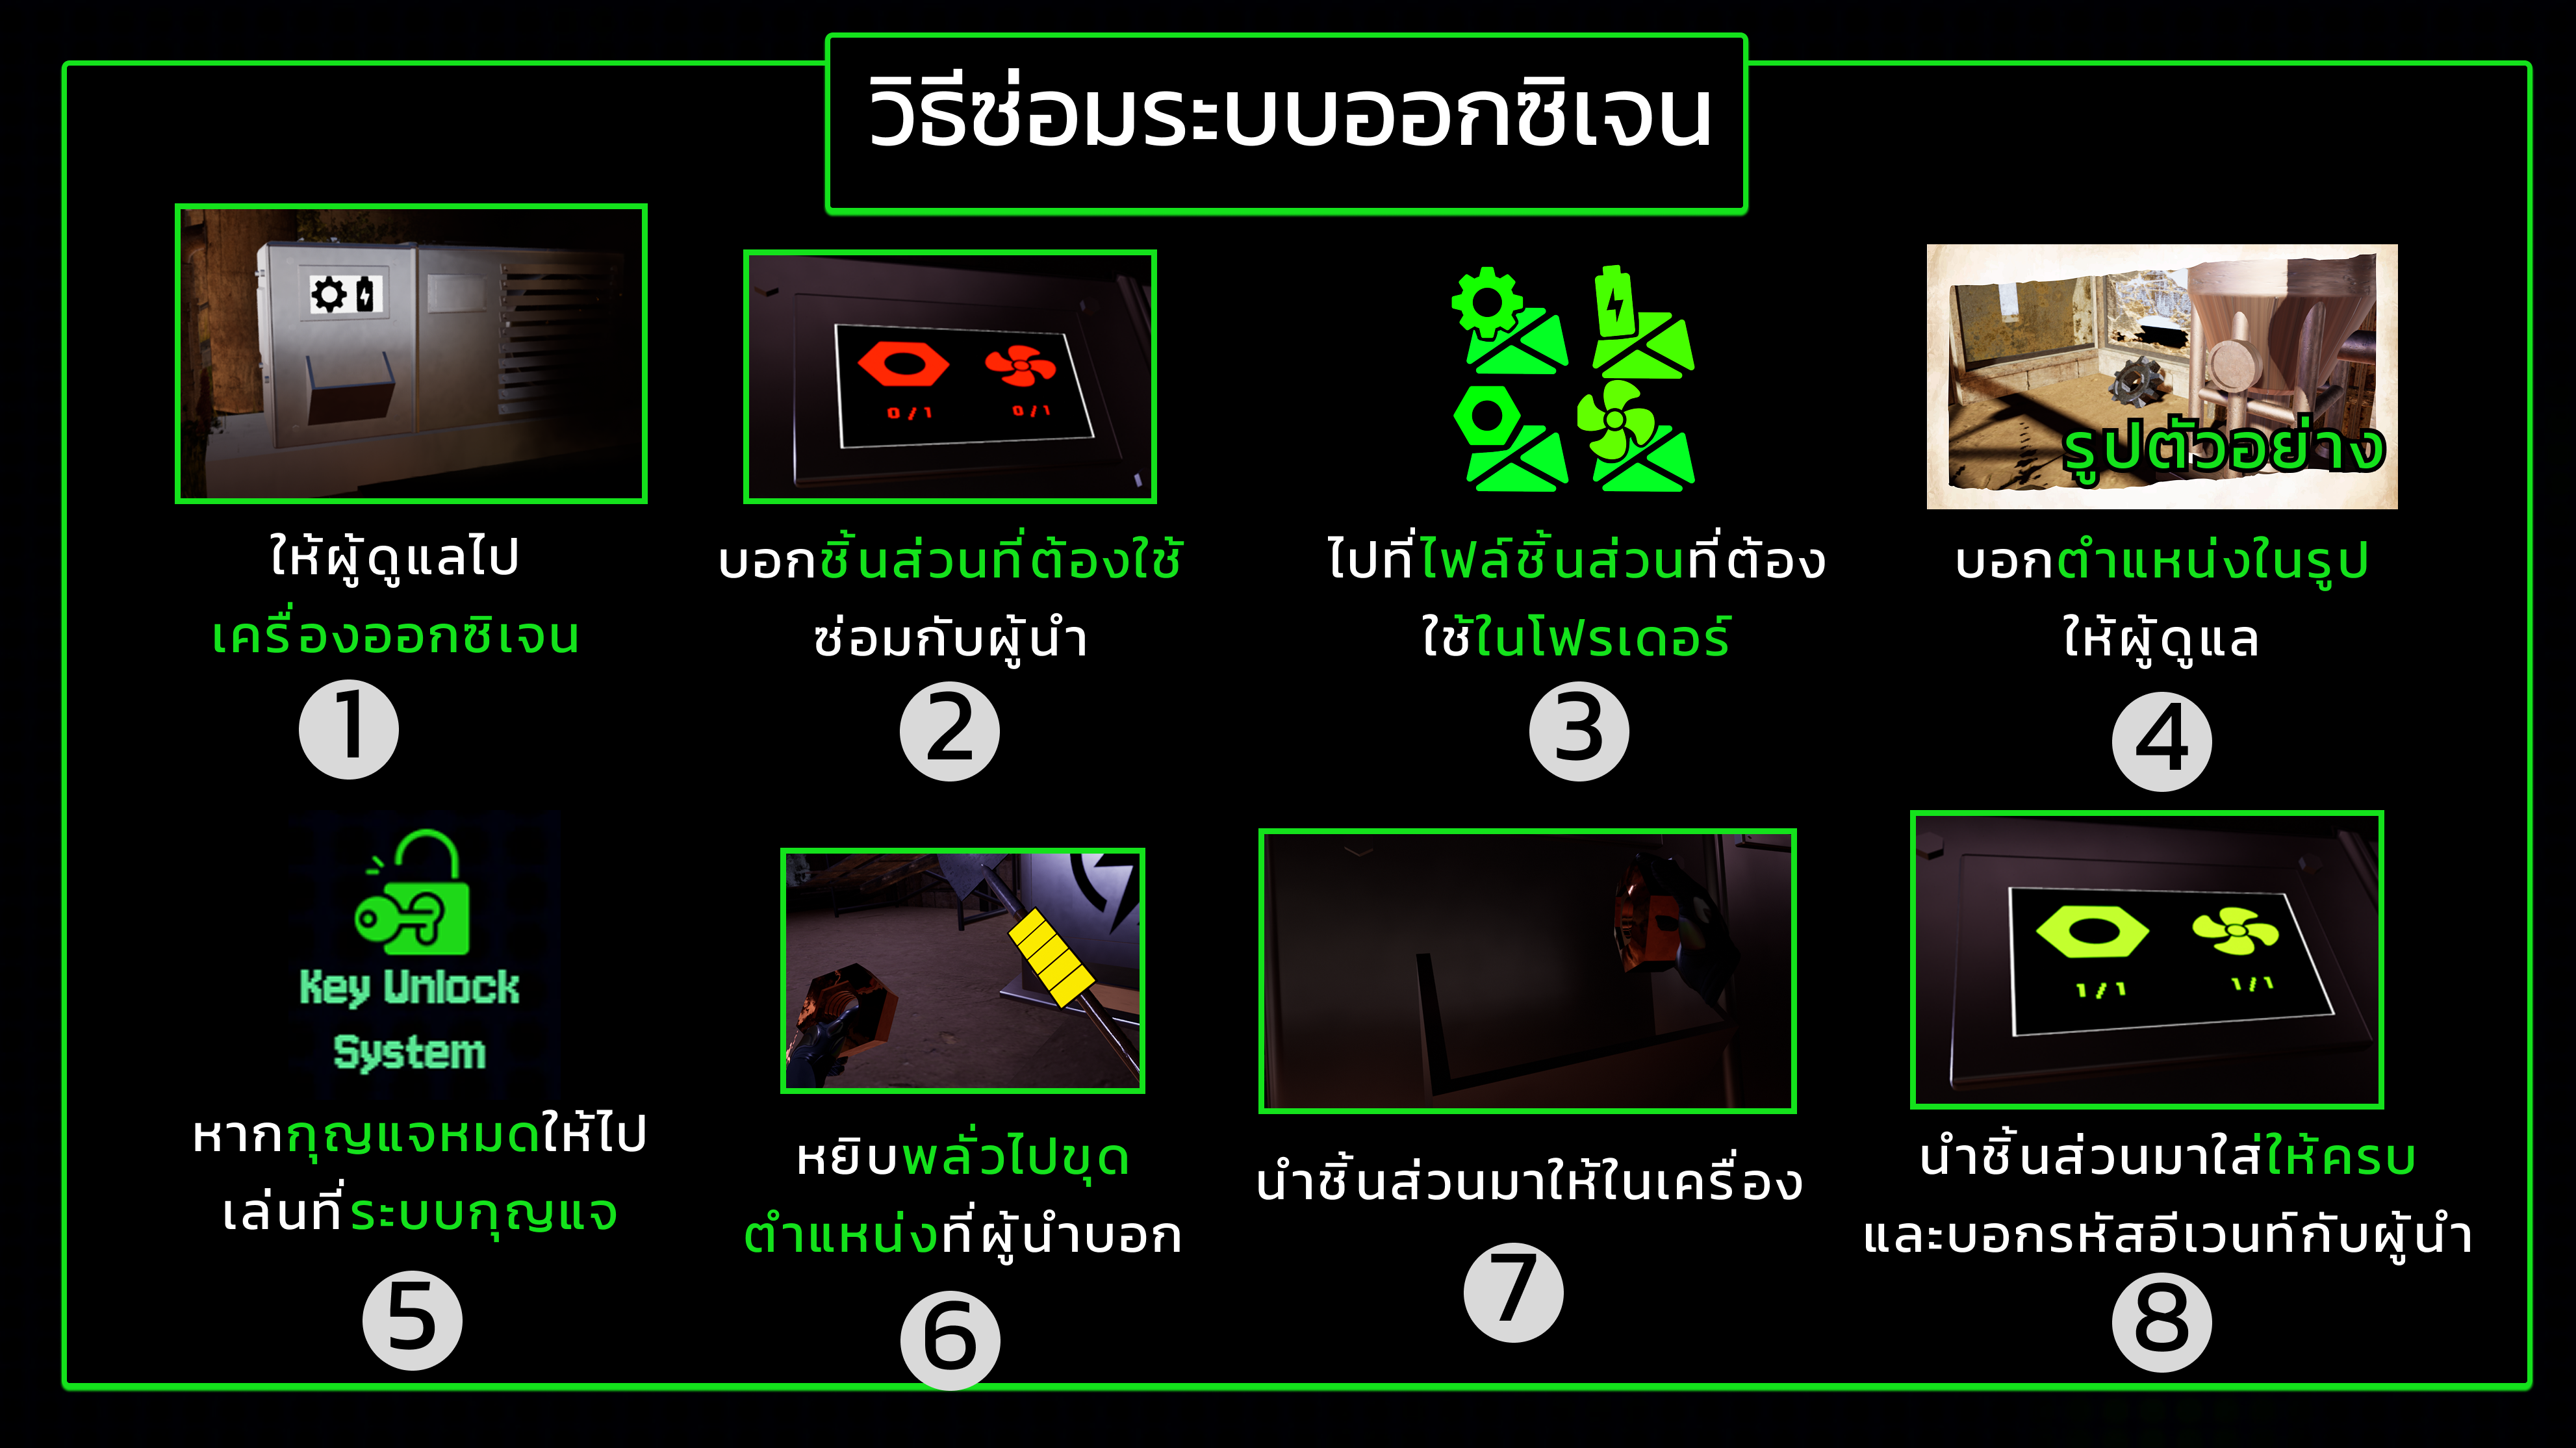 วิธีซ่อมระบบออกซิเจน
ให้ผู้ดูแลไป
เครื่องออกซิเจน
1
0/1 0/1
บอกชิ้นส่วนที่ต้องใช้
ซ่อมกับผู้นำ
2
ไปที่ไฟล์ชิ้นส่วนที่ต้อง
ใช้ในโฟรเดอร์
3
รูปตัวอย่าง
บอกตำแหน่งในรูป
ให้ผู้ดูแล
4
Key Unlock
System
หากกุญแจหมดให้ไป
เล่นที่ระบบกุญแจ
5
หยิบพลั่วไปขุด
ตำแหน่งที่ผู้นำบอก
6
นำชิ้นส่วนมาให้ในเครื่อง
7
1/1 1/1
นำชิ้นส่วนมาใส่ให้ครบ
และบอกรหัสอีเวนท์กับผู้นำ
8